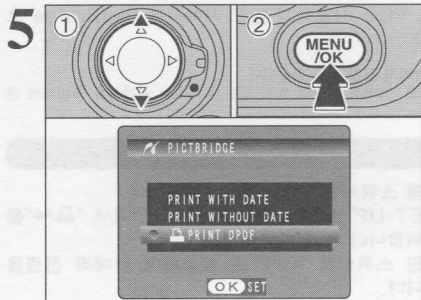 5
① ②
MENU
/OK
PICTBRIDGE
PRINT WITH DATE
PRINT WITHOUT DATE
PRINT DPOF
OK SET